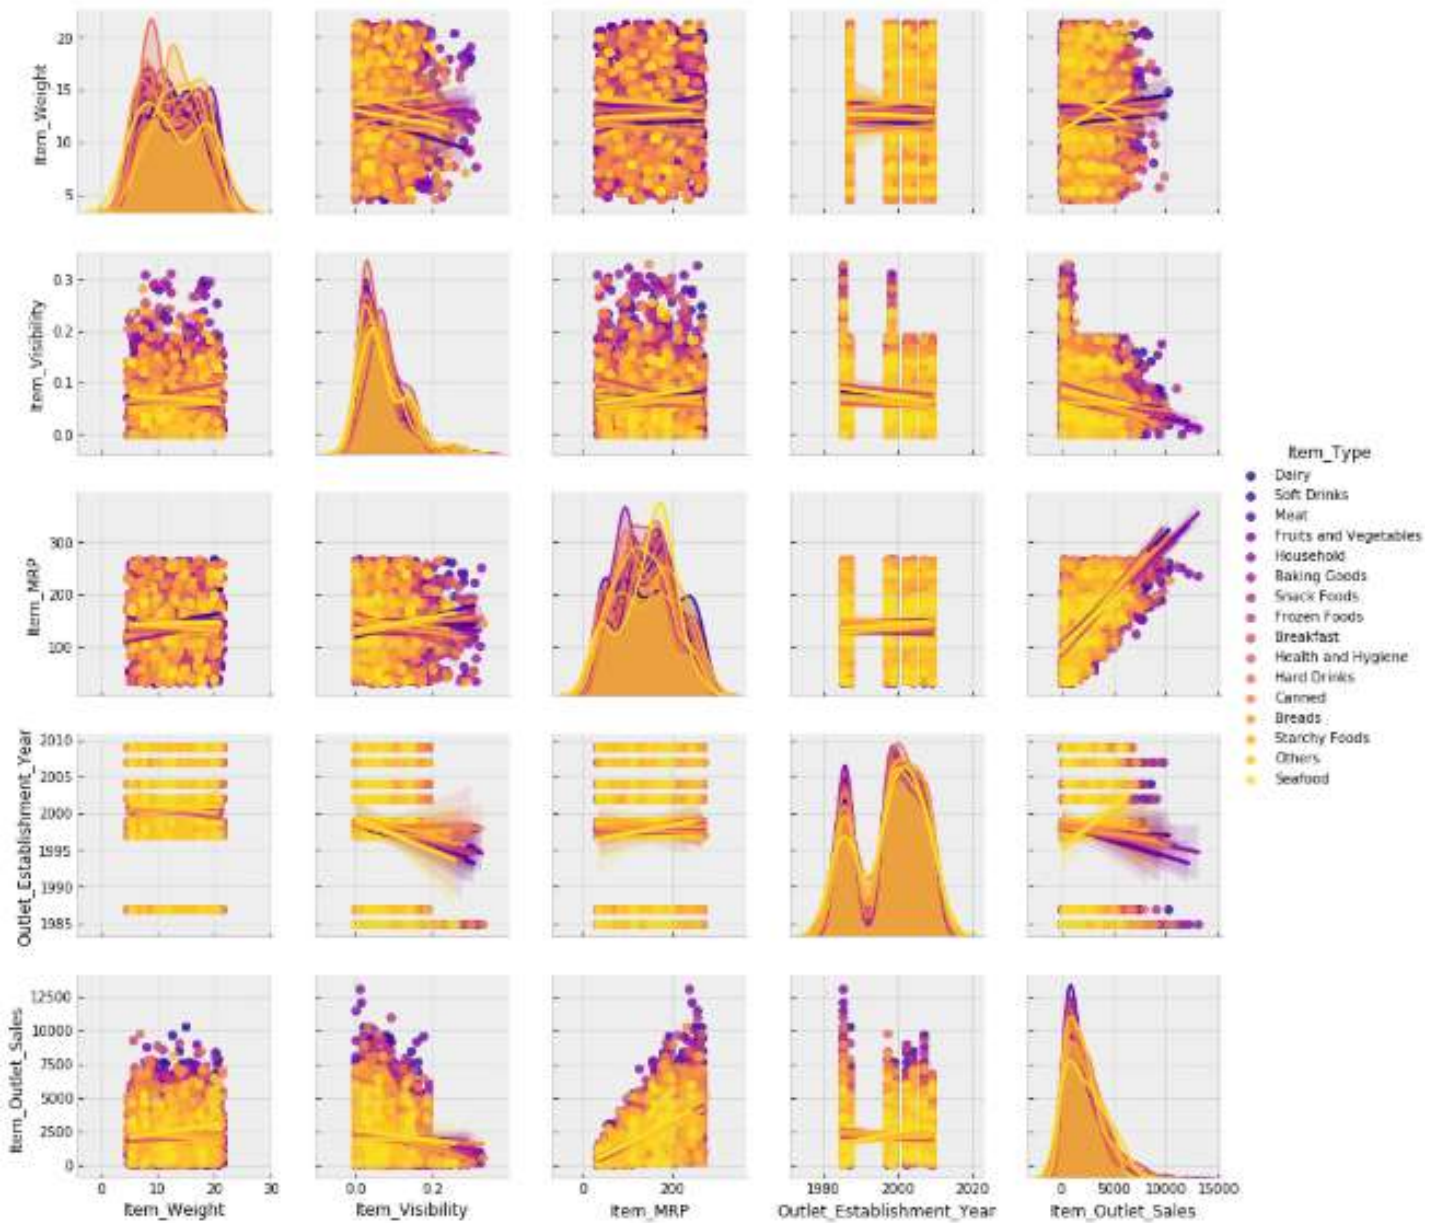 Item_Weight
20
15
10
5
Item_Visibility
0.3
0.2
0.1
0.0
Item_Type
Dairy
Soft Drinks
Meat
Fruits and Vegetables
Household
Baking Goods
Snack Foods
Frozen Foods
Breakfast
Health and Hygiene
Hard Drinks
Canned
Breads
Starchy Foods
Others
Seafood
Item_MRP
300
200
100
Outlet_Establishment_Year
2010
2005
2000
1995
1990
1985
Item_Outlet_Sales
12500
10000
7500
5000
2500
0
0 10 20 30
0.0 0.2
0 200
1990 2000 2020
0 5000 10000 15000
Item_Weight
Item_Visibility
Item_MRP
Outlet_Establishment_Year
Item_Outlet_Sales